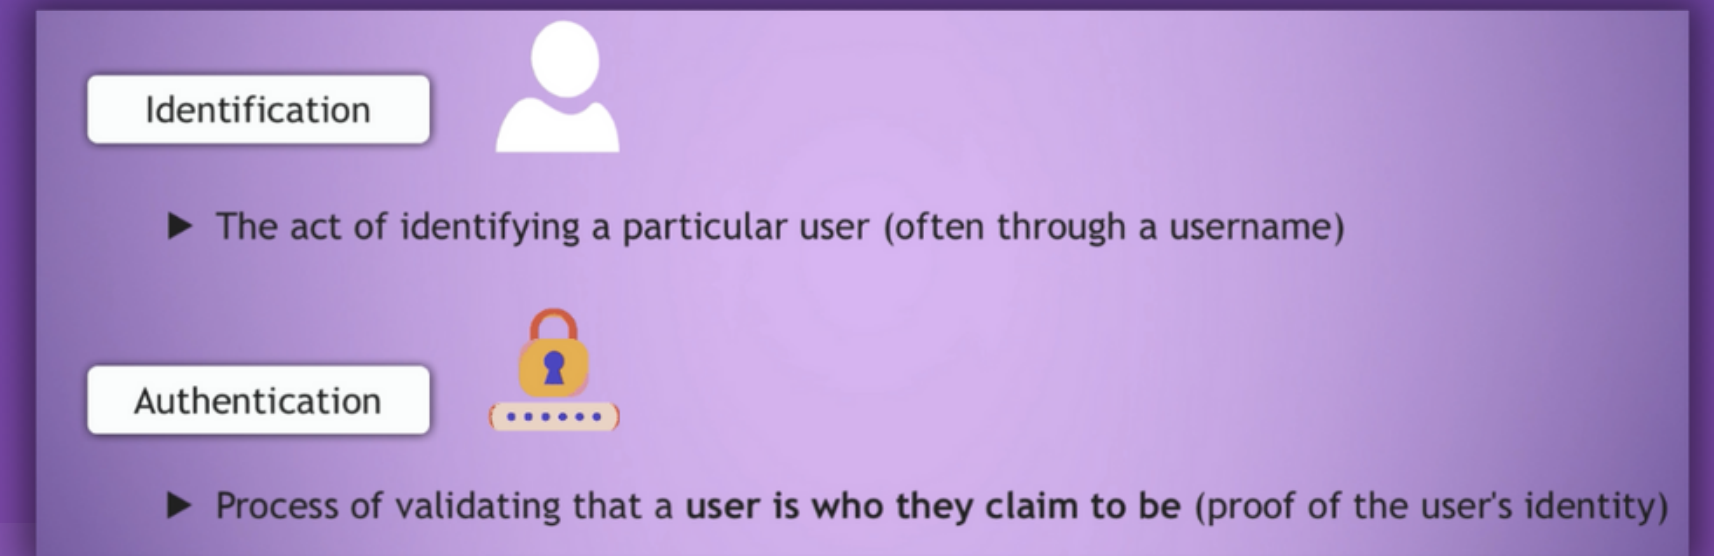 Identification
▶ The act of identifying a particular user (often through a username)
Authentication
▶ Process of validating that a user is who they claim to be (proof of the user's identity)